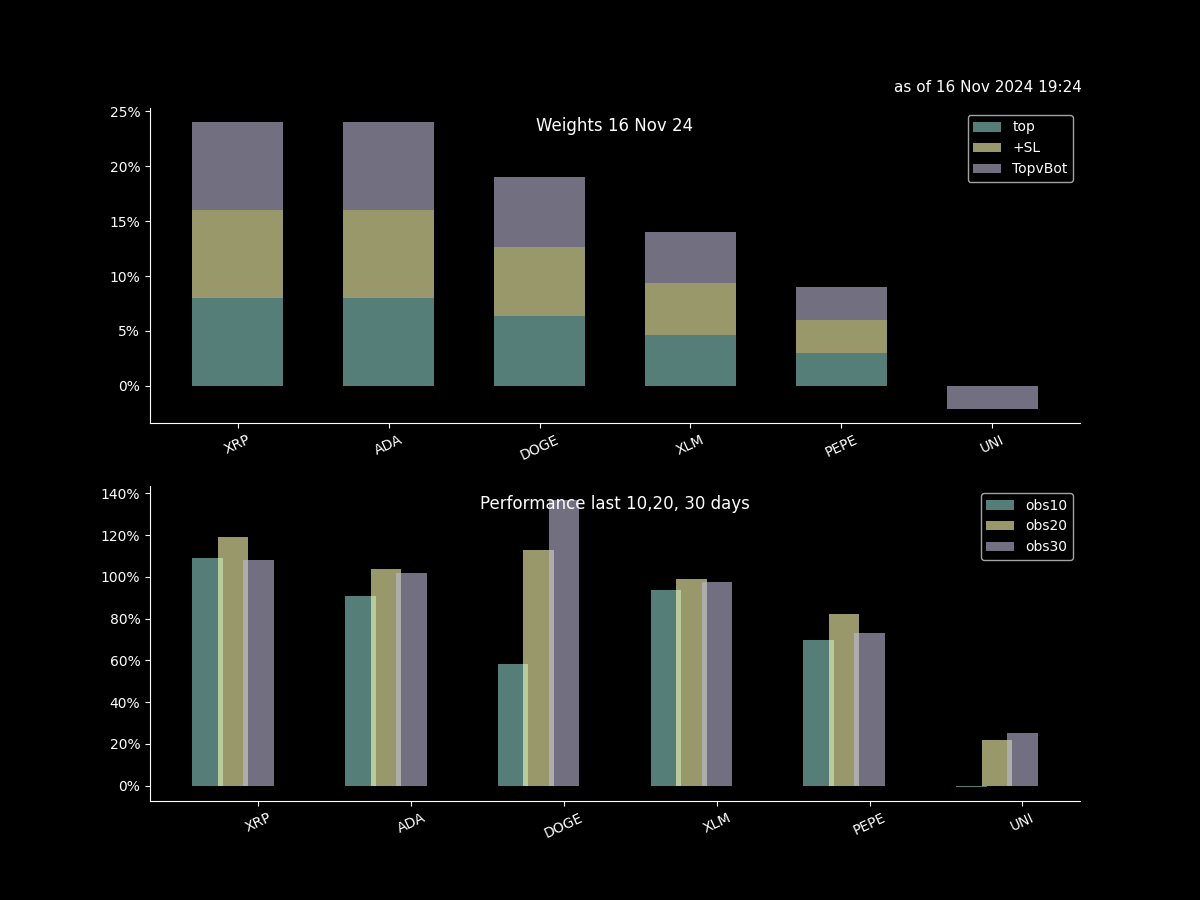 as of 16 Nov 2024 19:24
Weights 16 Nov 24
top
+SL
TopvBot
25%
20%
15%
10%
5%
0%
XRP ADA DOGE XLM PEPE UNI
Performance last 10,20, 30 days
obs10
obs20
obs30
140%
120%
100%
80%
60%
40%
20%
0%
XRP ADA DOGE XLM PEPE UNI